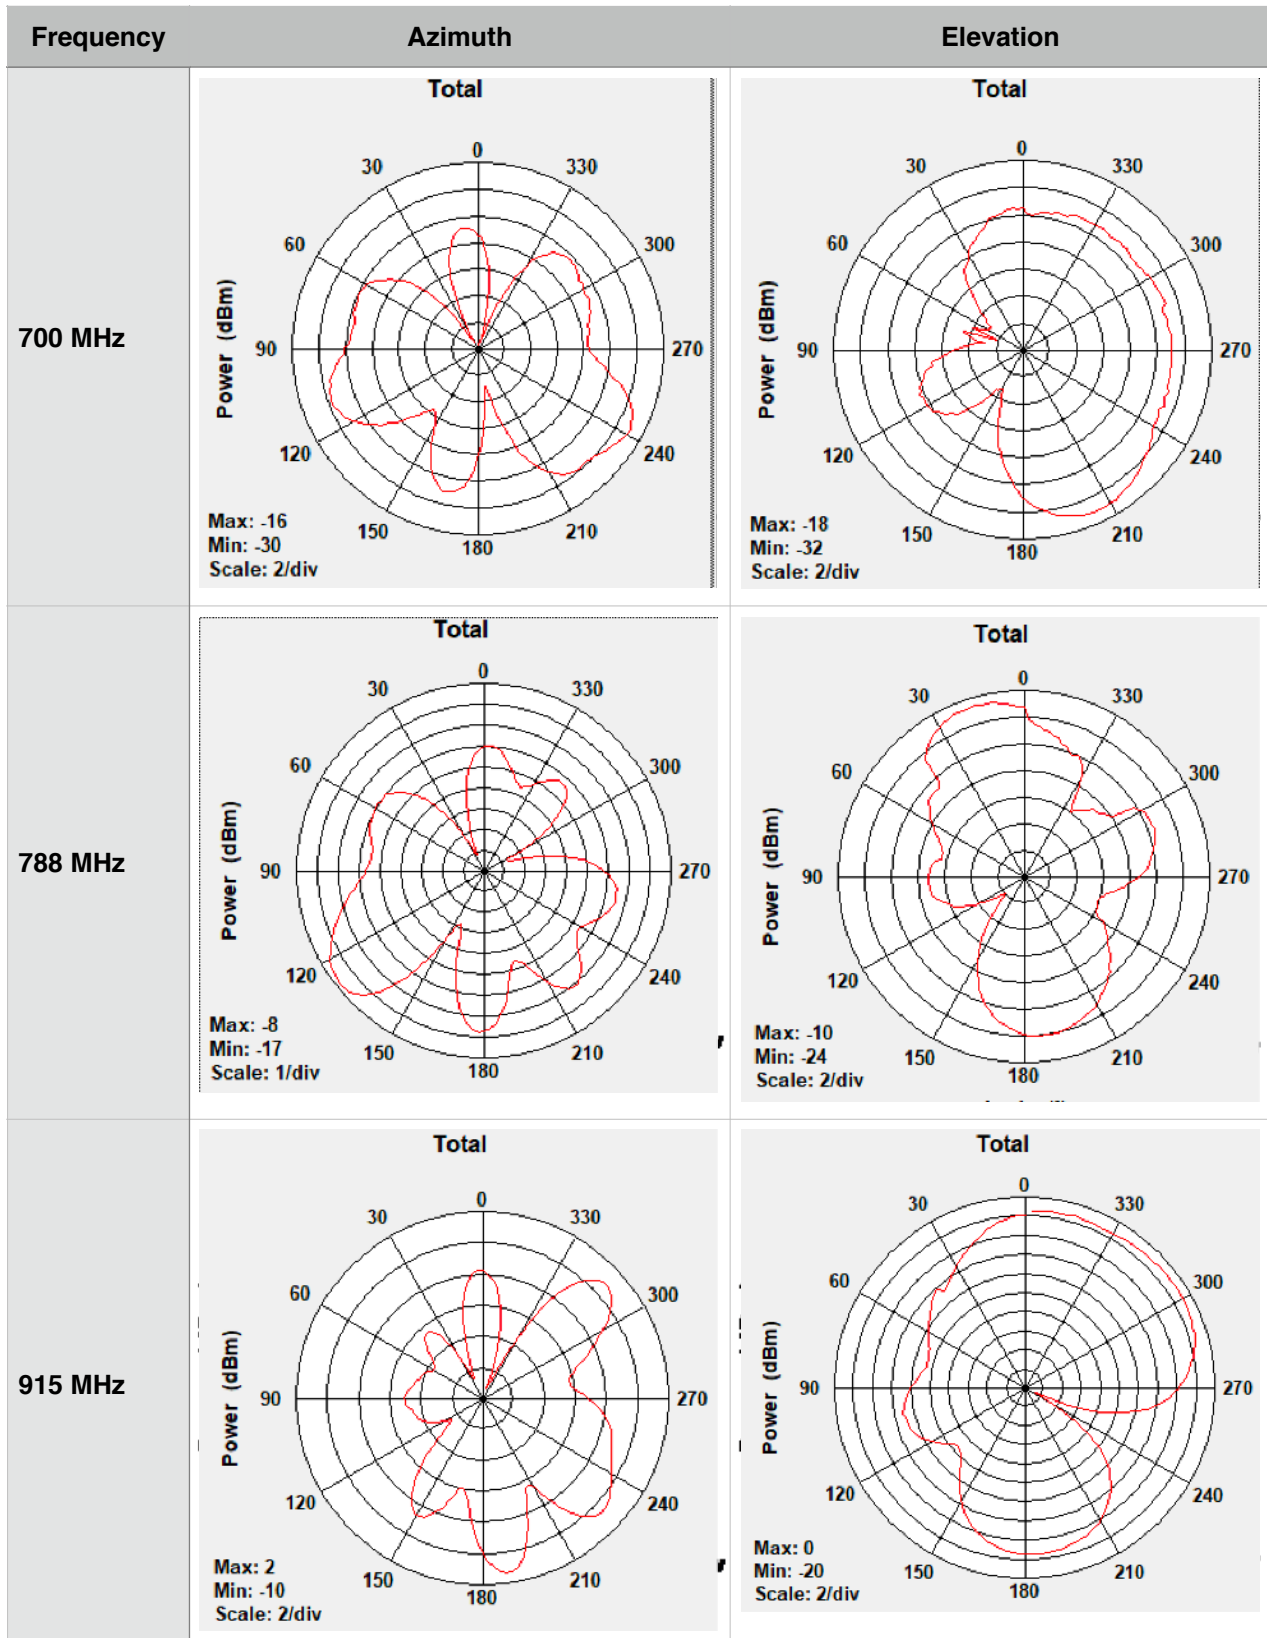 Frequency Azimuth Elevation
700 MHz
Total
0
30 330
60 300
90 270
120 240
150 210
180
Power (dBm)
Max: -16
Min: -30
Scale: 2/div
Total
0
30 330
60 300
90 270
120 240
150 210
180
Power (dBm)
Max: -18
Min: -32
Scale: 2/div
788 MHz
Total
0
30 330
60 300
90 270
120 240
150 210
180
Power (dBm)
Max: -8
Min: -17
Scale: 1/div
Total
0
30 330
60 300
90 270
120 240
150 210
180
Power (dBm)
Max: -10
Min: -24
Scale: 2/div
915 MHz
Total
0
30 330
60 300
90 270
120 240
150 210
180
Power (dBm)
Max: 2
Min: -10
Scale: 2/div
Total
0
30 330
60 300
90 270
120 240
150 210
180
Power (dBm)
Max: 0
Min: -20
Scale: 2/div